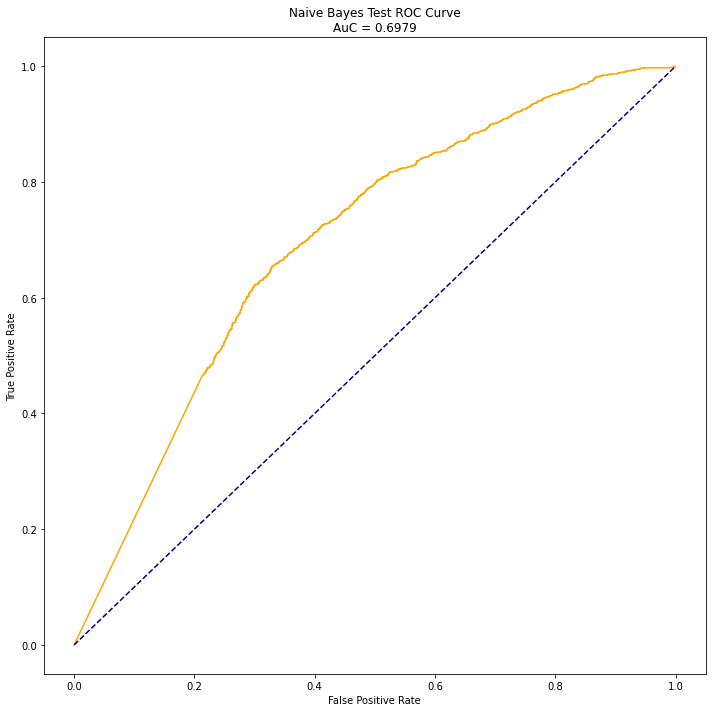 Naive Bayes Test ROC Curve
AuC = 0.6979
1.0
0.8
0.6
0.4
0.2
0.0
True Positive Rate
0.0 0.2 0.4 0.6 0.8 1.0
False Positive Rate